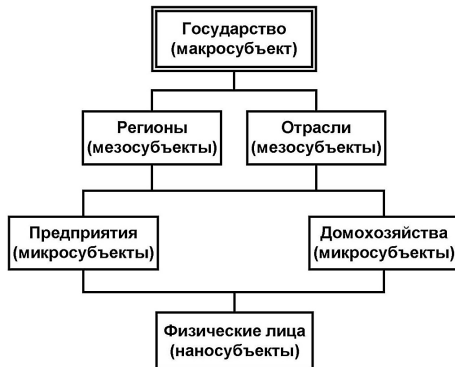 Государство
(макросубъект)
Регионы
(мезосубъекты)
Отрасли
(мезосубъекты)
Предприятия
(микросубъекты)
Домохозяйства
(микросубъекты)
Физические лица
(наносубъекты)